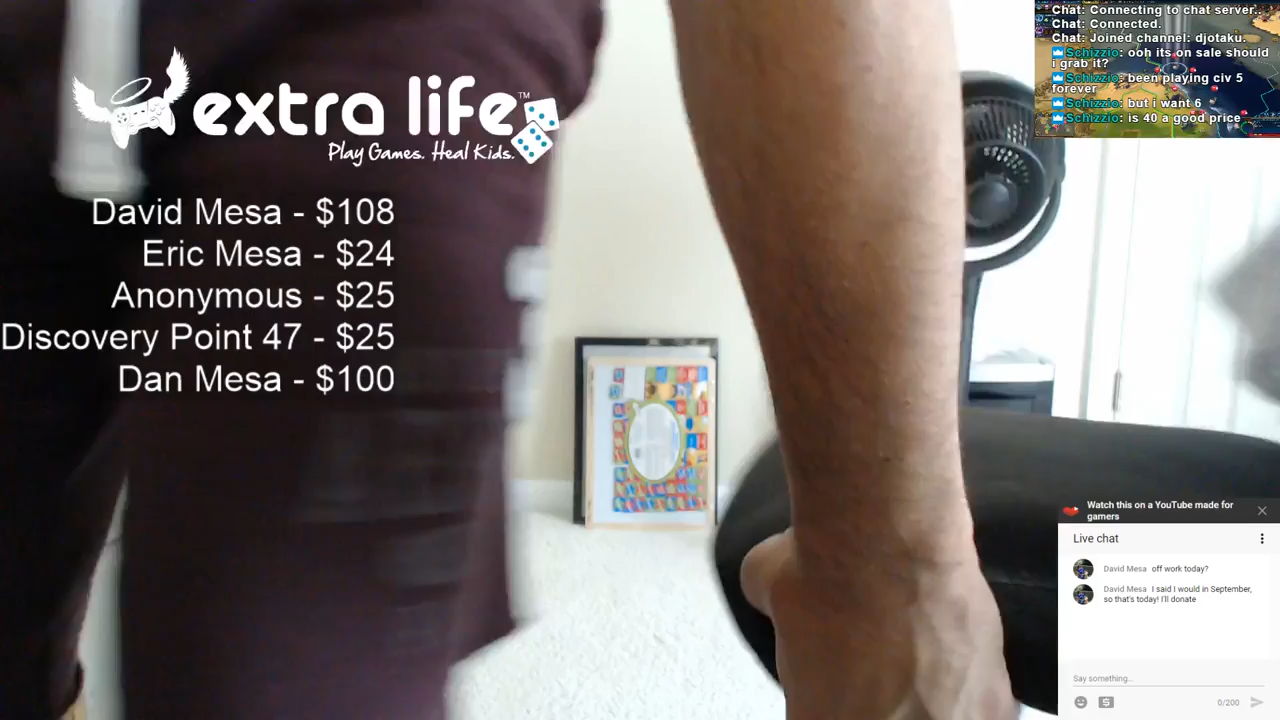 extra life™
Play Games. Heal Kids.
David Mesa - $108
Eric Mesa - $24
Anonymous - $25
Discovery Point 47 - $25
Dan Mesa - $100
Chat: Connecting to chat server..
Chat: Connected.
Chat: Joined channel: djotaku.
Schizzio: ooh its on sale should
i grab it?
Schizzio: been playing civ 5
forever
Schizzio: but i want 6
Schizzio: is 40 a good price
Watch this on a YouTube made for
gamers
Live chat
David Mesa off work today?
David Mesa I said I would in September,
so that's today! I'll donate
Say something...
0/200